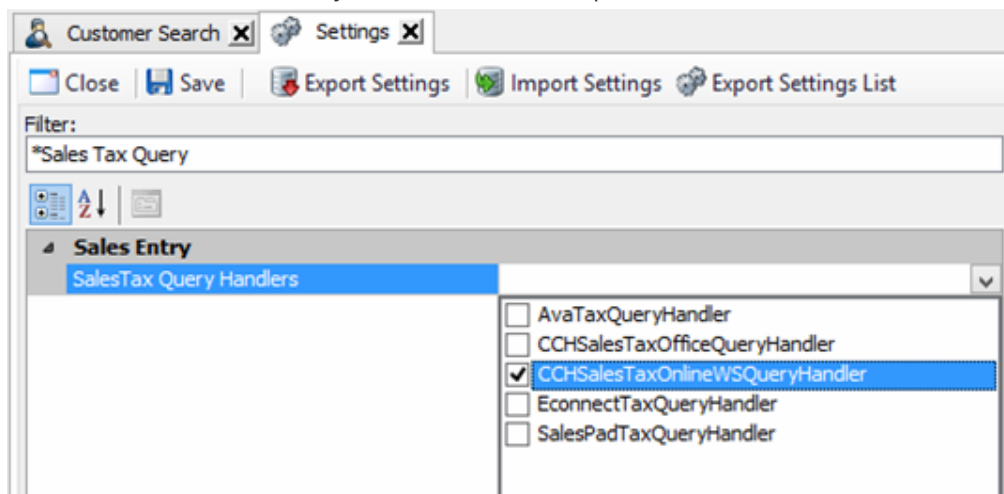 Customer Search Settings
Close Save Export Settings Import Settings Export Settings List
Filter:
*Sales Tax Query
Sales Entry
SalesTax Query Handlers
AvaTaxQueryHandler
CCHSalesTaxOfficeQueryHandler
CCHSalesTaxOnlineWSQueryHandler
EconnectTaxQueryHandler
SalesPadTaxQueryHandler